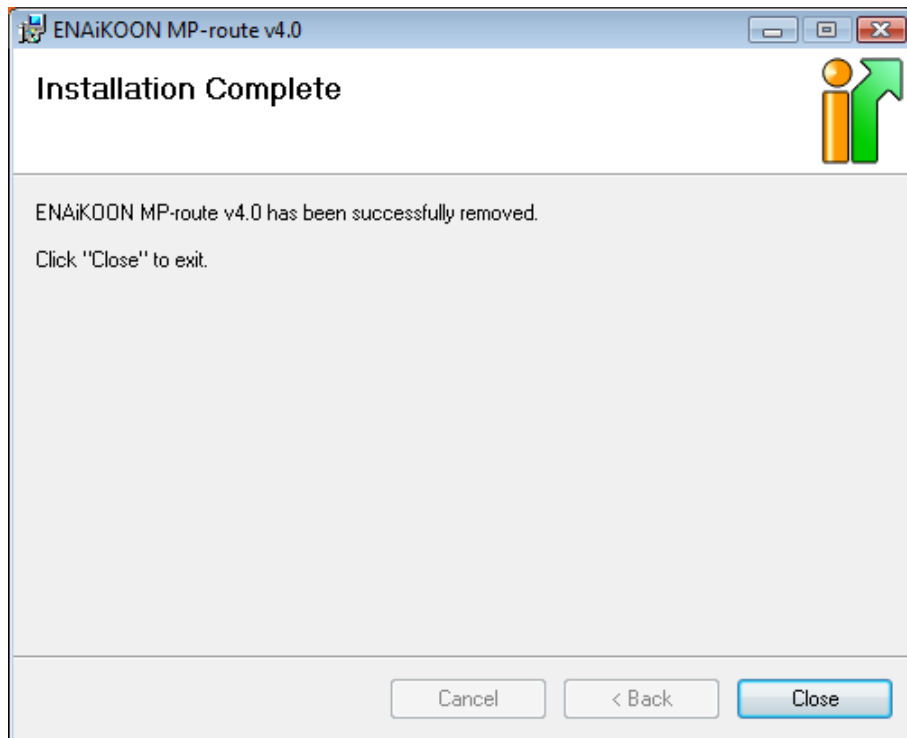 ENAiKOON MP-route v4.0
Installation Complete
ENAiKOON MP-route v4.0 has been successfully removed.
Click "Close" to exit.
Cancel
< Back
Close